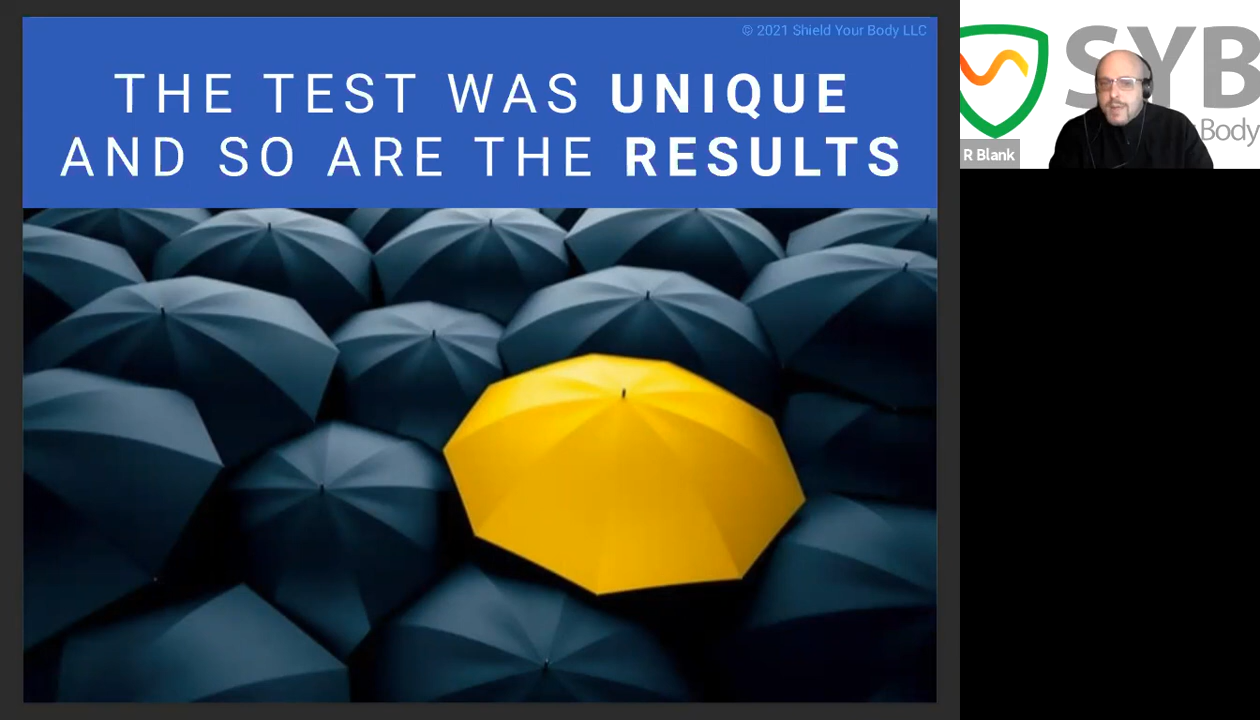 © 2021 Shield Your Body LLC
THE TEST WAS UNIQUE
AND SO ARE THE RESULTS
SYB
Body
R Blank